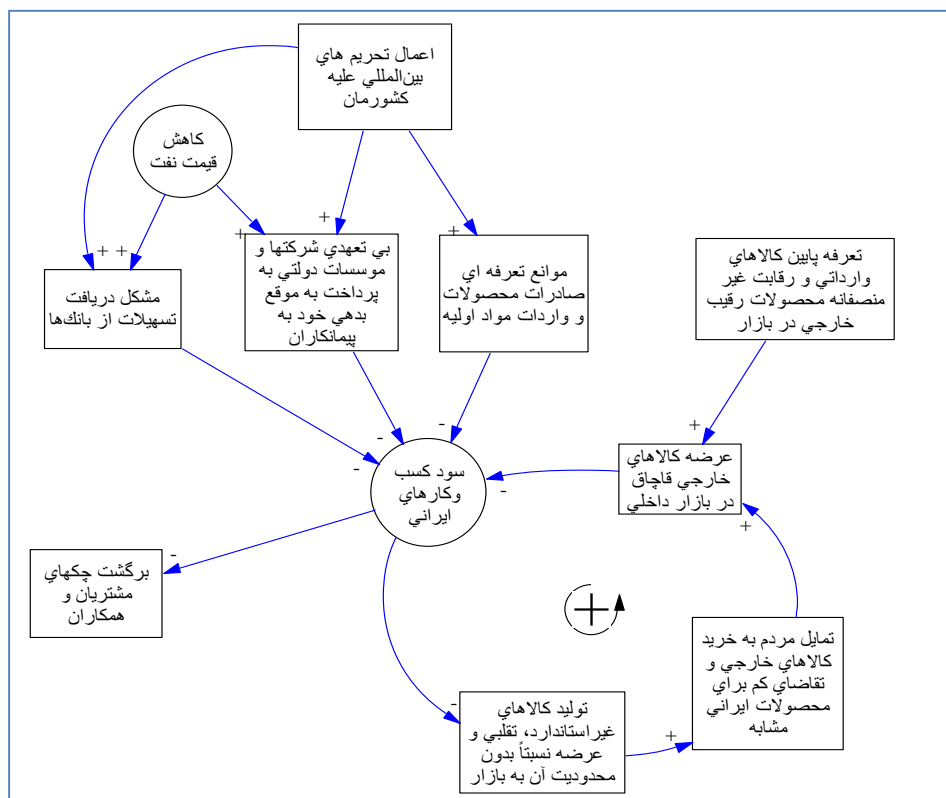 اعمال تحريم هاي
بين‌المللي عليه
كشورمان
كاهش
قيمت نفت
+
+
+
+
+
مشكل دريافت
تسهيلات از بانك‌ها
بي تعهدي شركتها و
موسسات دولتي به
پرداخت به موقع
بدهي خود به
پيمانكاران
موانع تعرفه اي
صادرات محصولات
و واردات مواد اوليه
تعرفه پايين كالاهاي
وارداتي و رقابت غير
منصفانه محصولات رقيب
خارجي در بازار
-
-
-
-
+
سود كسب
وكارهاي
ايراني
عرضه كالاهاي
خارجي قاچاق
در بازار داخلي
+
-
برگشت چكهاي
مشتريان و
همكاران
+
تمايل مردم به خريد
كالاهاي خارجي و
تقاضاي كم براي
محصولات ايراني
مشابه
-
+
توليد كالاهاي
غيراستاندارد، تقلبي و
عرضه نسبتاً بدون
محدوديت آن به بازار